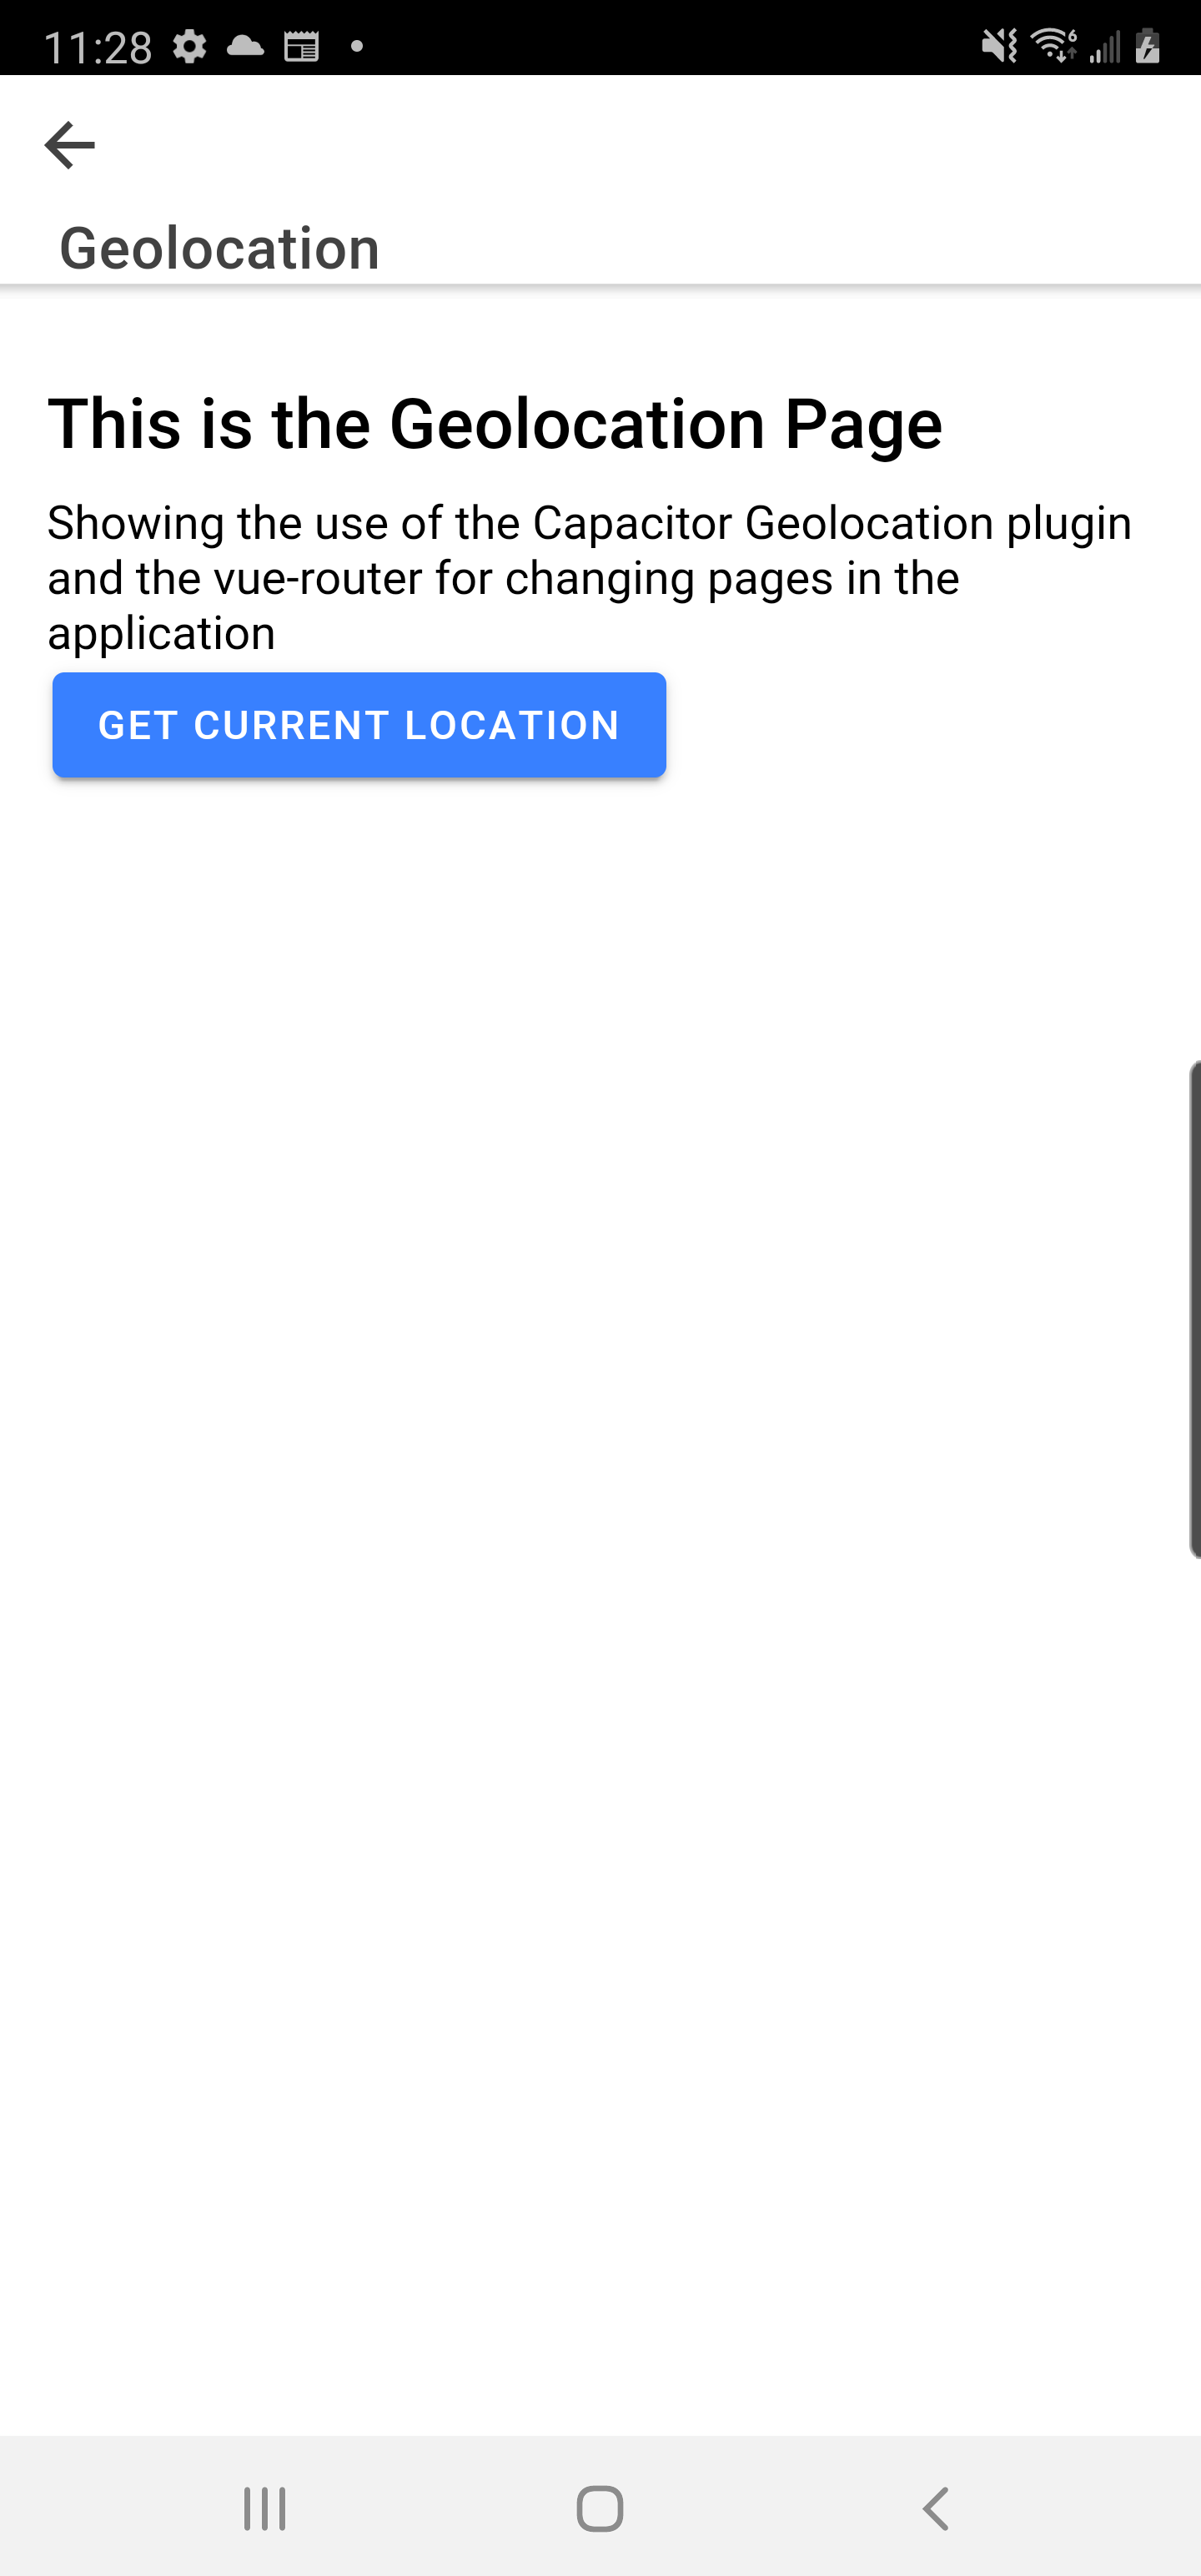 11:28
6
Geolocation
This is the Geolocation Page
Showing the use of the Capacitor Geolocation plugin
and the vue-router for changing pages in the
application
GET CURRENT LOCATION